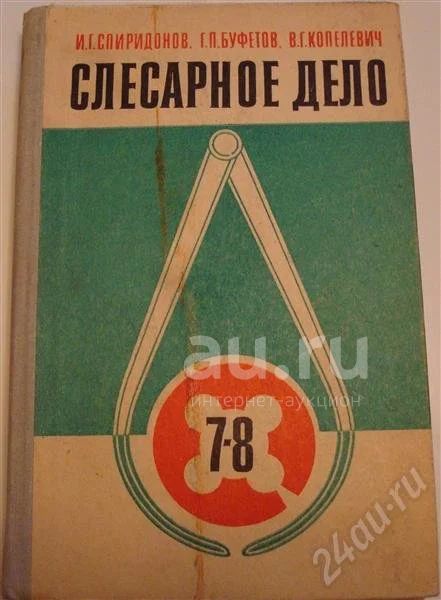 И.Г.СПИРИДОНОВ, Г.П.БУФЕТОВ, В.Г.КОПЕЛЕВИЧ
СЛЕСАРНОЕ ДЕЛО
au.ru
интернет-аукцион
7-8
24au.ru